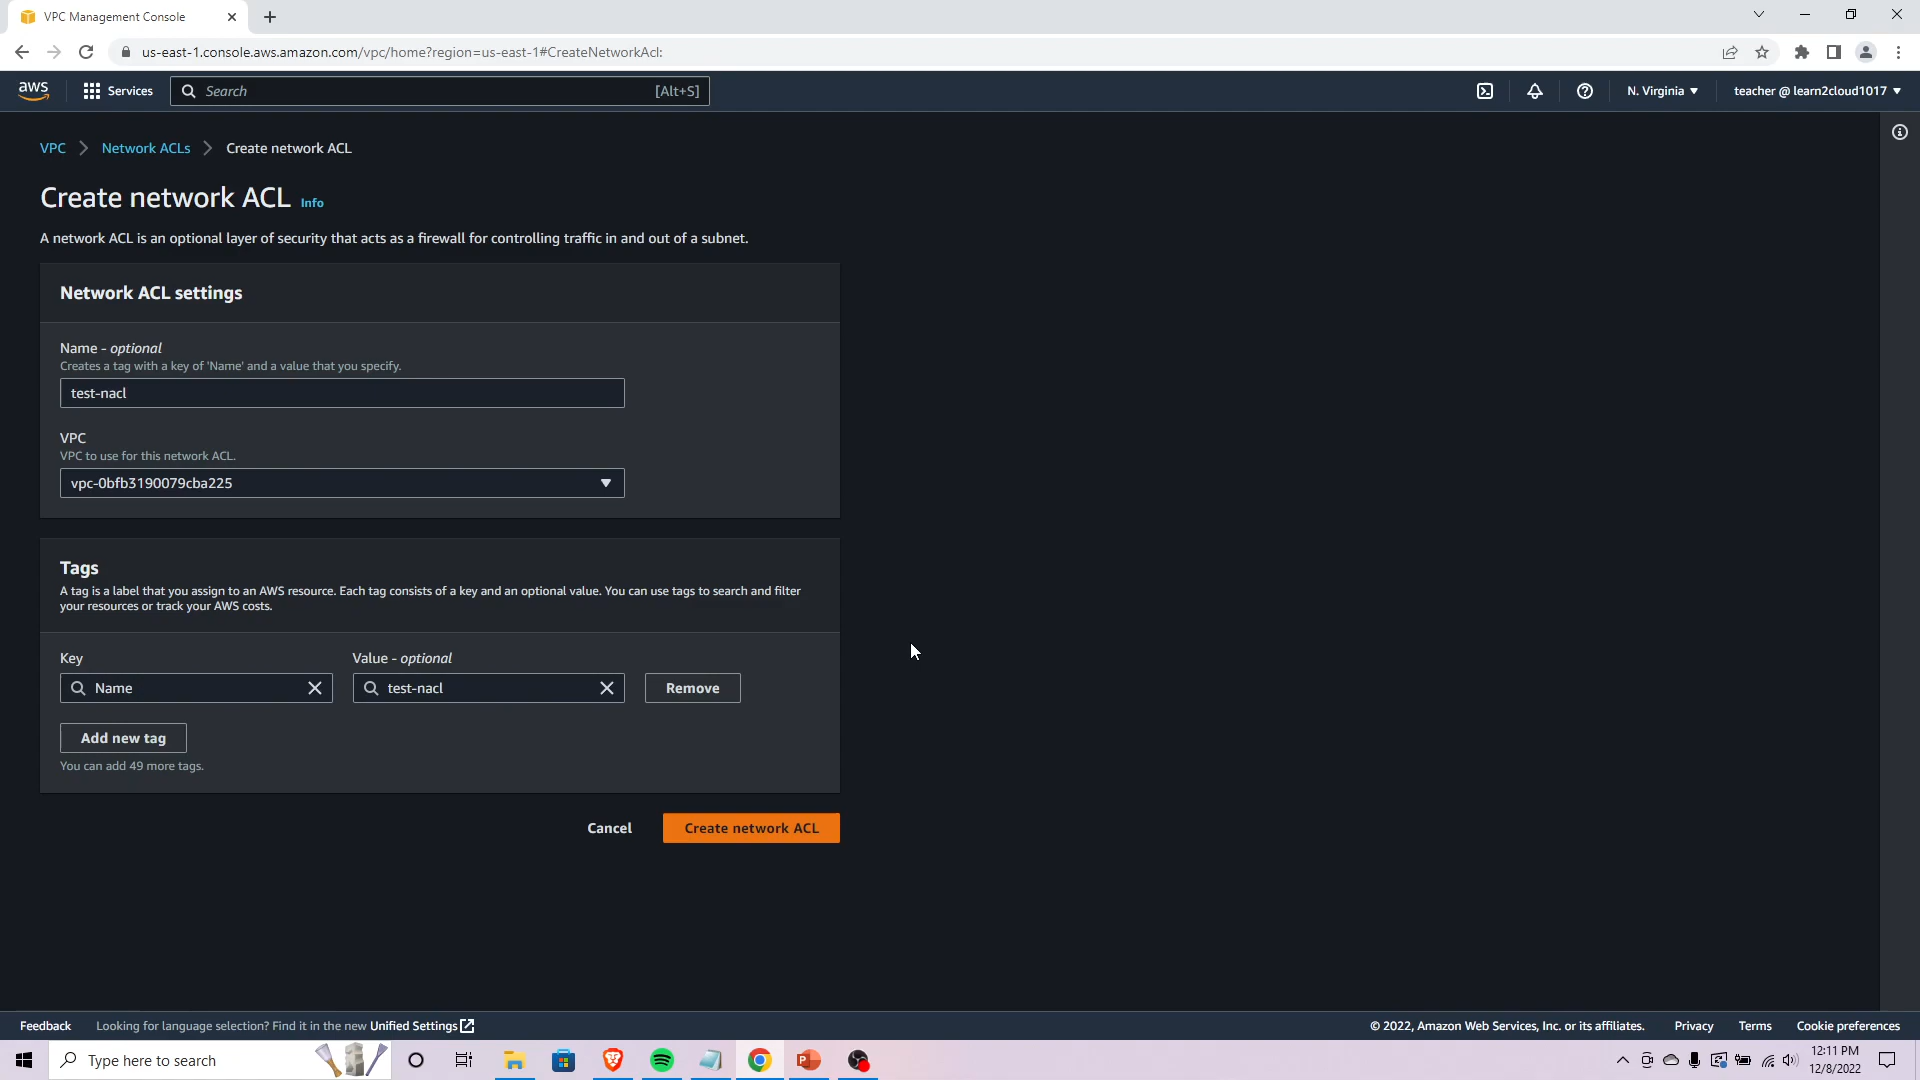 VPC Management Console
us-east-1.console.aws.amazon.com/vpc/home?region=us-east-1#CreateNetworkAcl:
aws Services Search [Alt+S] N. Virginia teacher @ learn2cloud1017
VPC Network ACLs Create network ACL
Create network ACL Info
A network ACL is an optional layer of security that acts as a firewall for controlling traffic in and out of a subnet.
Network ACL settings
Name - optional
Creates a tag with a key of 'Name' and a value that you specify.
test-nacl
VPC
VPC to use for this network ACL.
vpc-0bfb3190079cba225
Tags
A tag is a label that you assign to an AWS resource. Each tag consists of a key and an optional value. You can use tags to search and filter
your resources or track your AWS costs.
Key Value - optional
Name test-nacl Remove
Add new tag
You can add 49 more tags.
Cancel Create network ACL
Feedback Looking for language selection? Find it in the new Unified Settings © 2022, Amazon Web Services, Inc. or its affiliates. Privacy Terms Cookie preferences
Type here to search
12:11 PM
12/8/2022